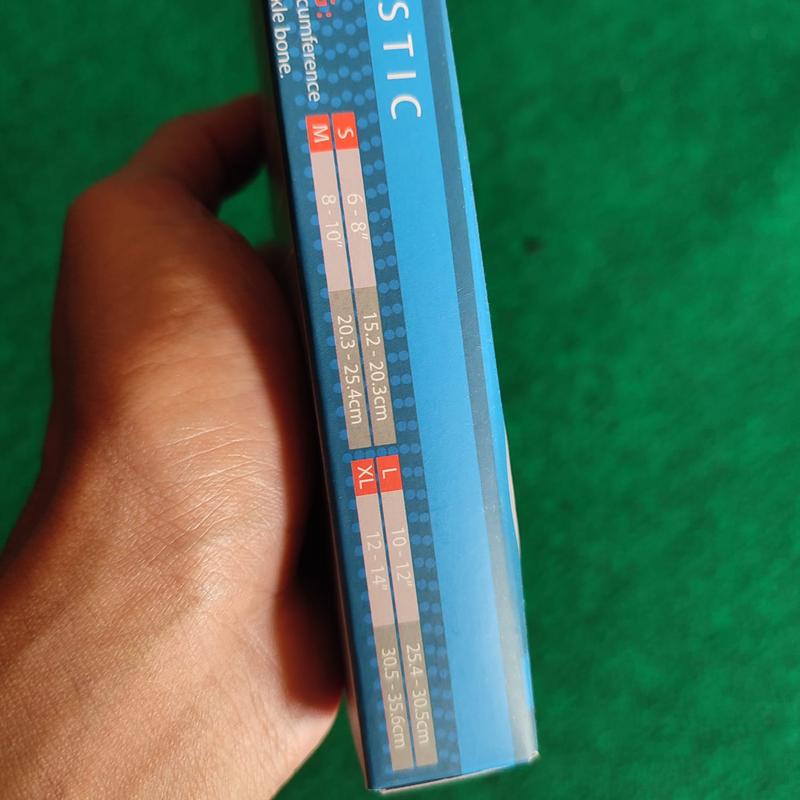 STIC
G:
cumference
kle bone.
S 6 - 8" 15.2 - 20.3cm
M 8 - 10" 20.3 - 25.4cm
L 10 - 12" 25.4 - 30.5cm
XL 12 - 14" 30.5 - 35.6cm